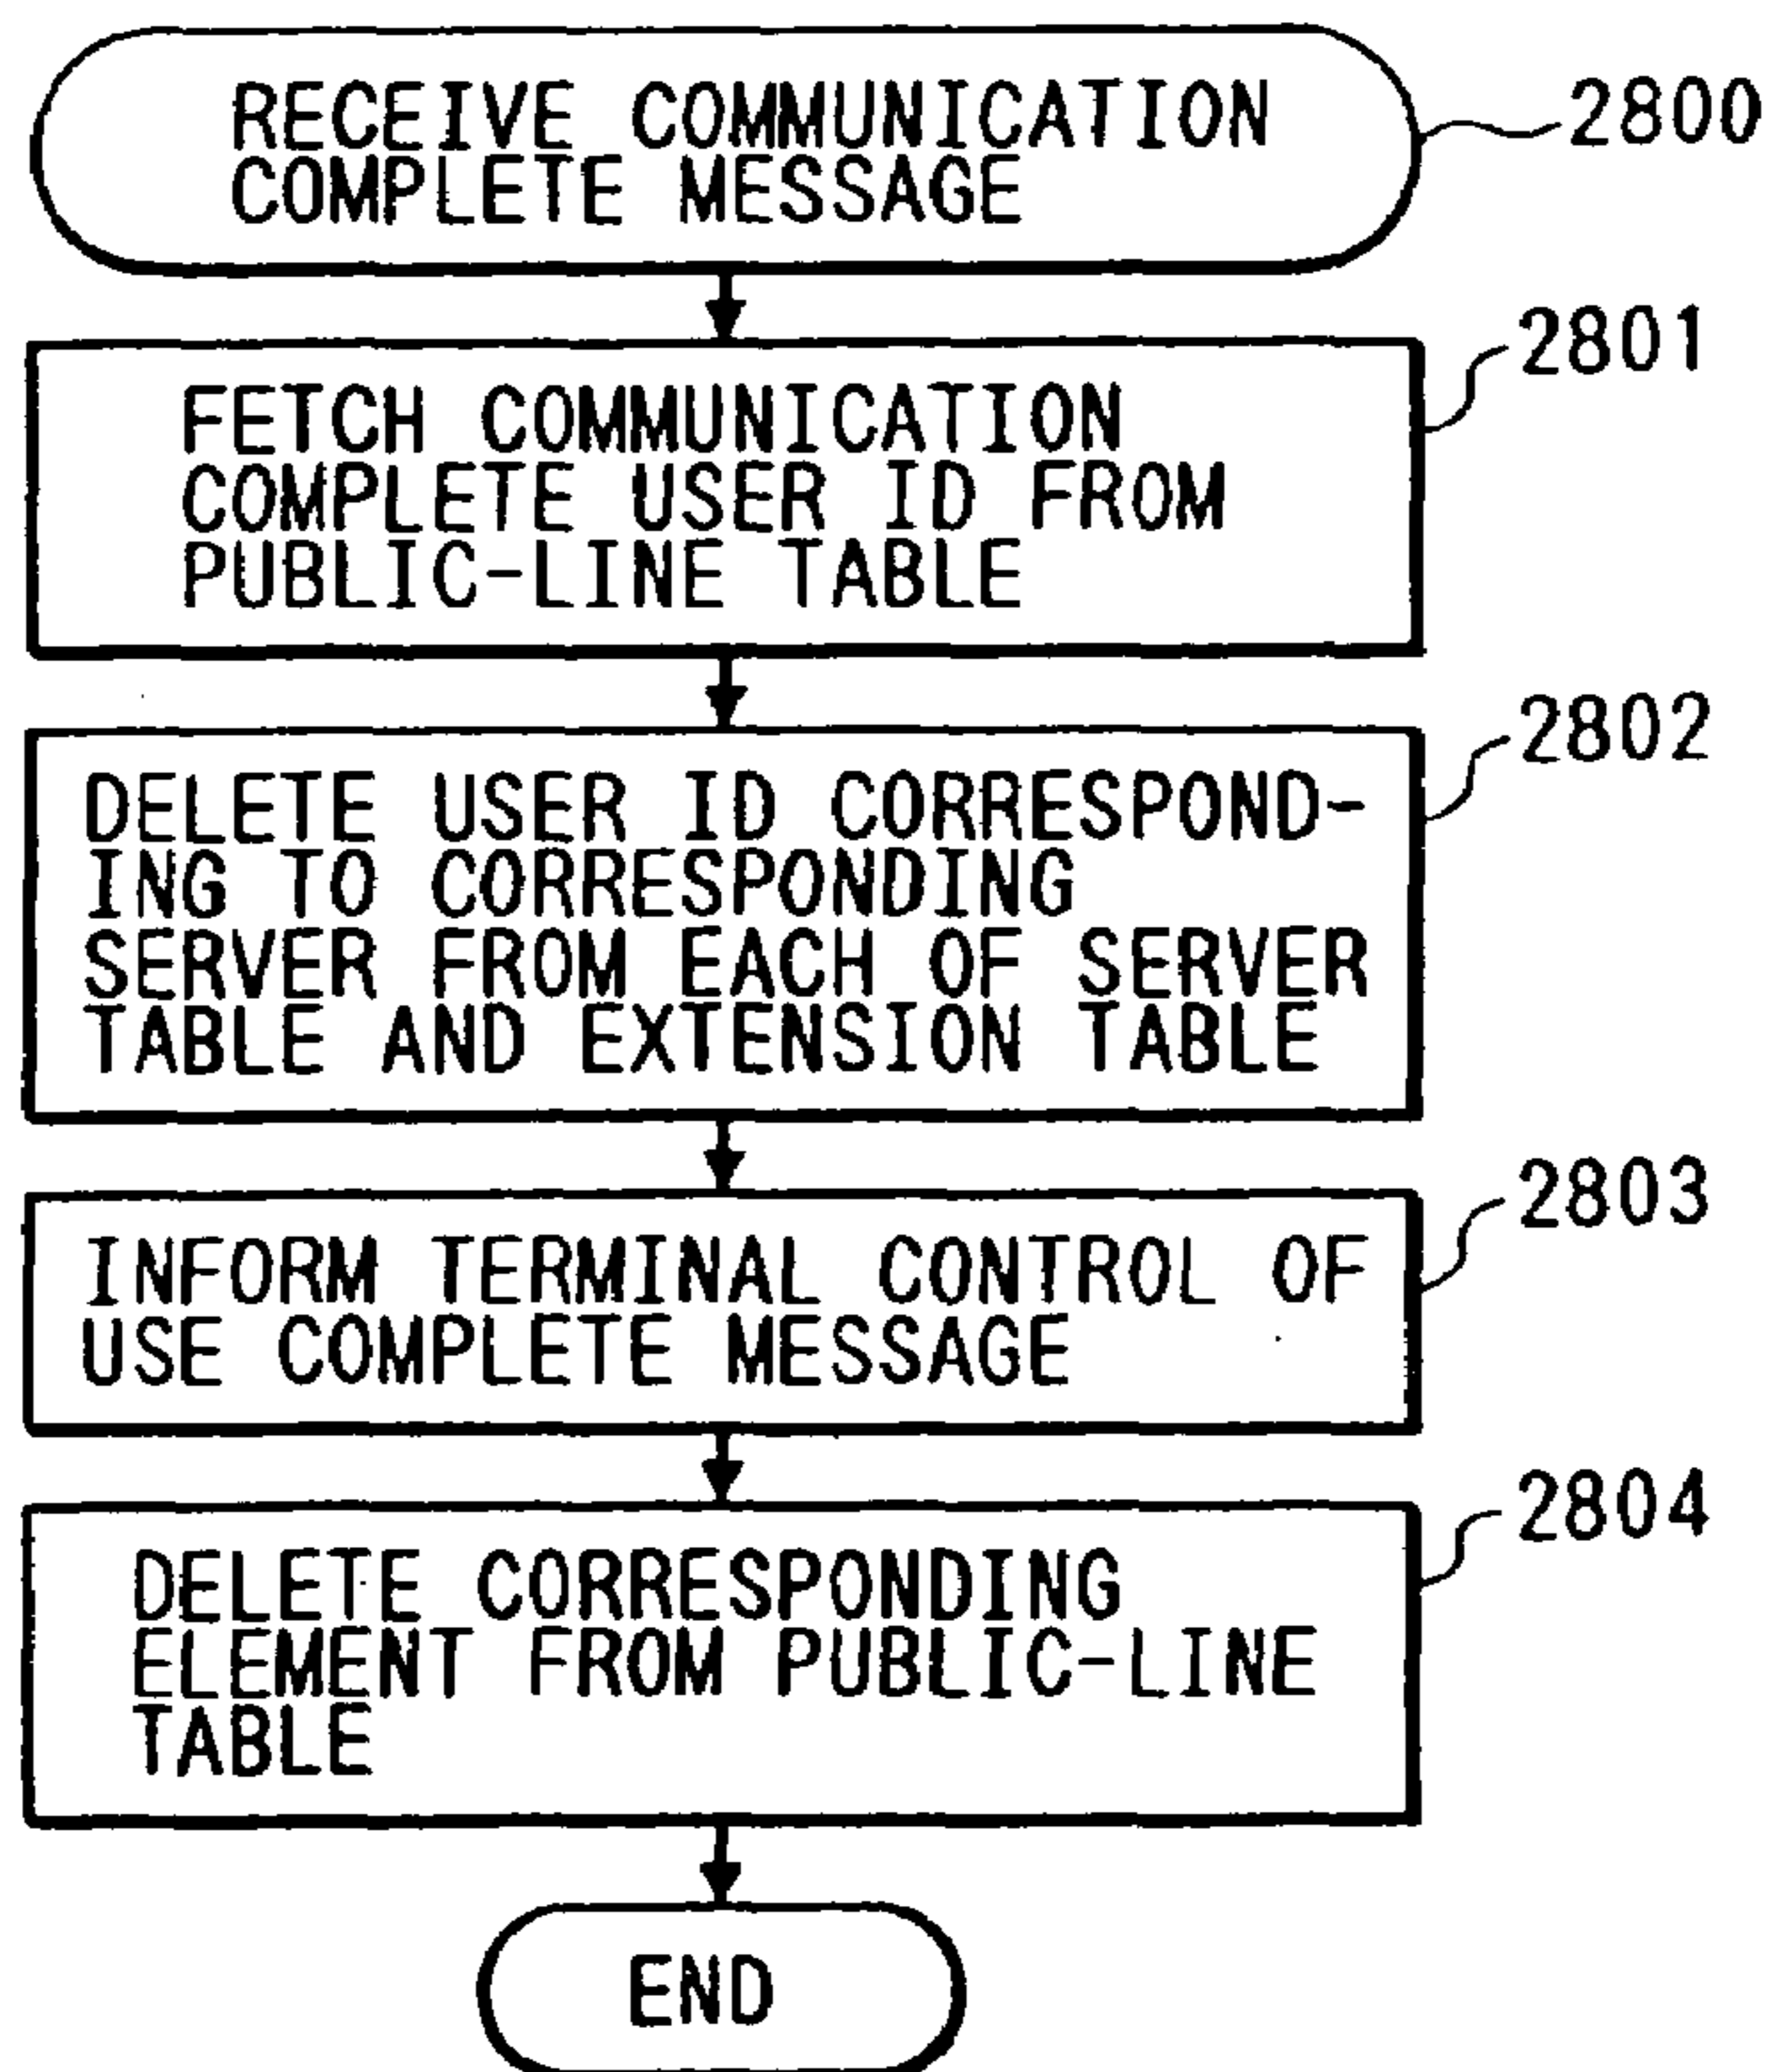 RECEIVE COMMUNICATION
COMPLETE MESSAGE
2800
FETCH COMMUNICATION
COMPLETE USER ID FROM
PUBLIC-LINE TABLE
2801
DELETE USER ID CORRESPOND-
ING TO CORRESPONDING
SERVER FROM EACH OF SERVER
TABLE AND EXTENSION TABLE
2802
INFORM TERMINAL CONTROL OF
USE COMPLETE MESSAGE
2803
DELETE CORRESPONDING
ELEMENT FROM PUBLIC-LINE
TABLE
2804
END